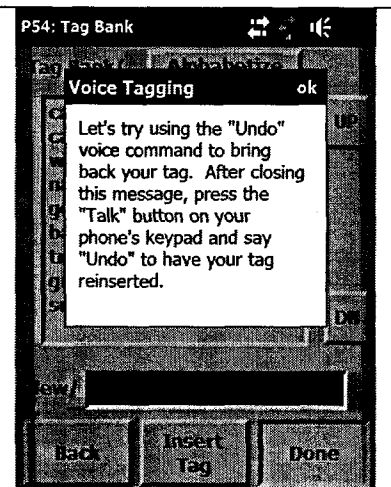 P54: Tag Bank
Alphabetize
Voice Tagging ok
Let's try using the "Undo"
voice command to bring
back your tag. After closing
this message, press the
"Talk" button on your
phone's keypad and say
"Undo" to have your tag
reinserted.
UP
DN
Back
Insert
Tag
Done